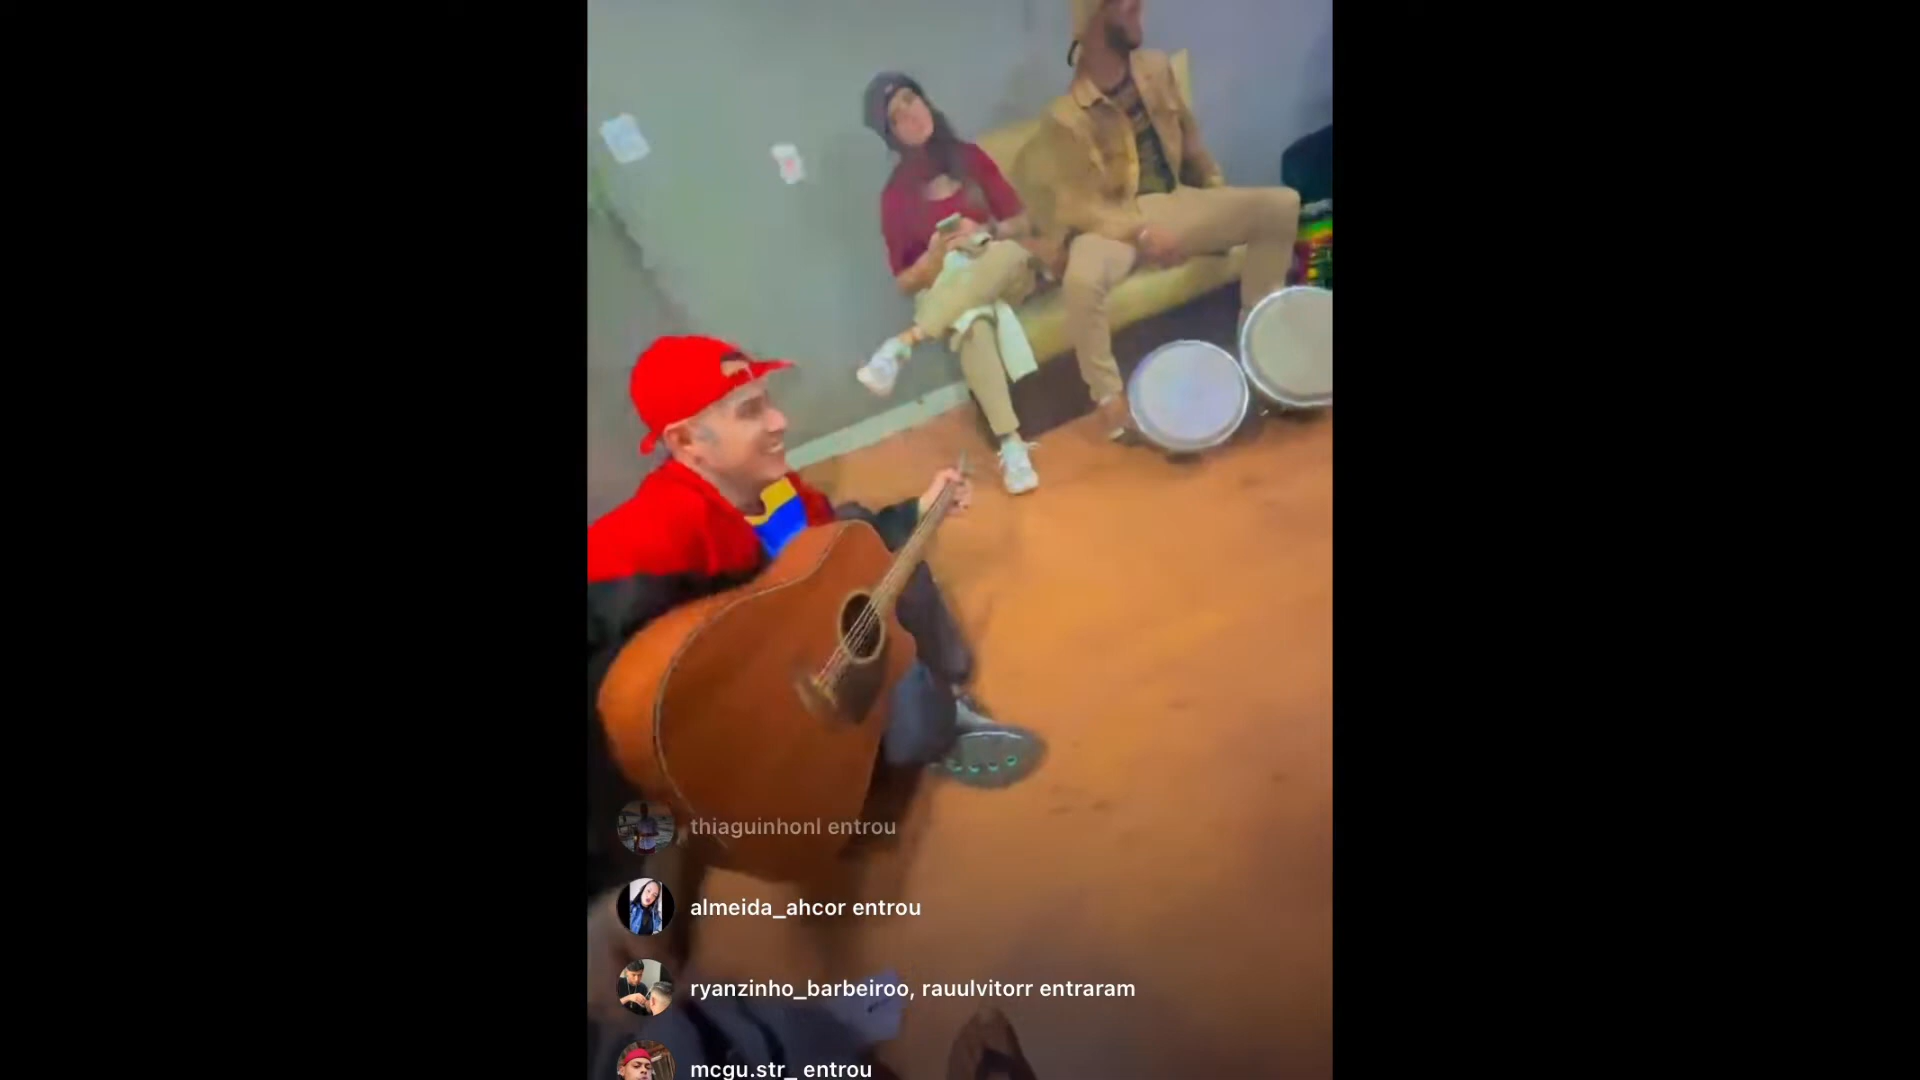 thiaguinhonl entrou
almeida_ahcor entrou
ryanzinho_barbeiroo, rauulvitorr entraram
mcgu.str_ entrou